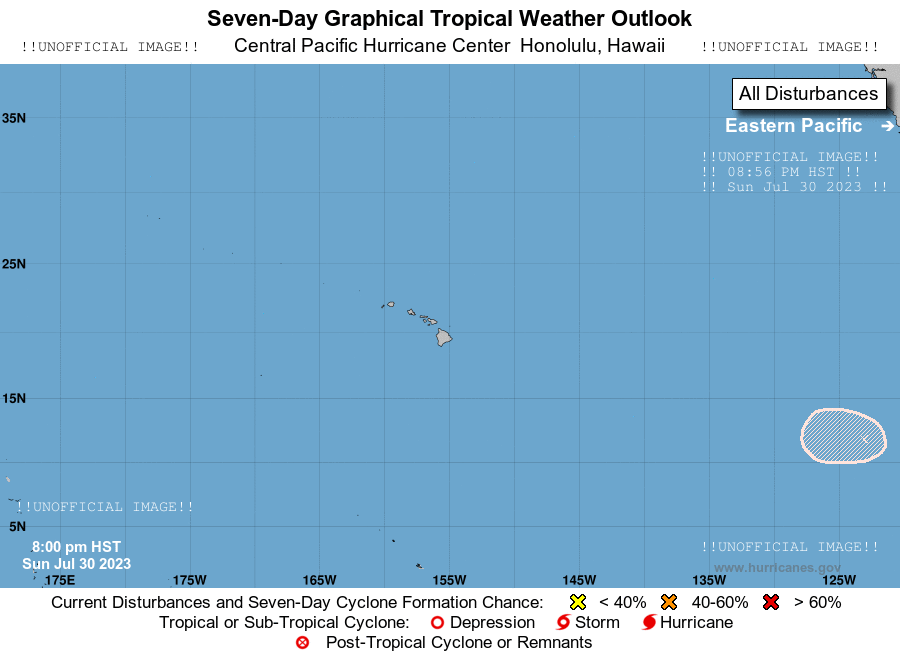 Seven-Day Graphical Tropical Weather Outlook
!!UNOFFICIAL IMAGE!! Central Pacific Hurricane Center Honolulu, Hawaii !!UNOFFICIAL IMAGE!!
All Disturbances
35N
Eastern Pacific
!!UNOFFICIAL IMAGE!!
!! 08:56 PM HST !!
!! Sun Jul 30 2023 !!
25N
15N
!!UNOFFICIAL IMAGE!!
5N
8:00 pm HST
Sun Jul 30 2023
!!UNOFFICIAL IMAGE!!
www.hurricanes.gov
175E 175W 165W 155W 145W 135W 125W
Current Disturbances and Seven-Day Cyclone Formation Chance: < 40% 40-60% > 60%
Tropical or Sub-Tropical Cyclone: Depression Storm Hurricane
Post-Tropical Cyclone or Remnants